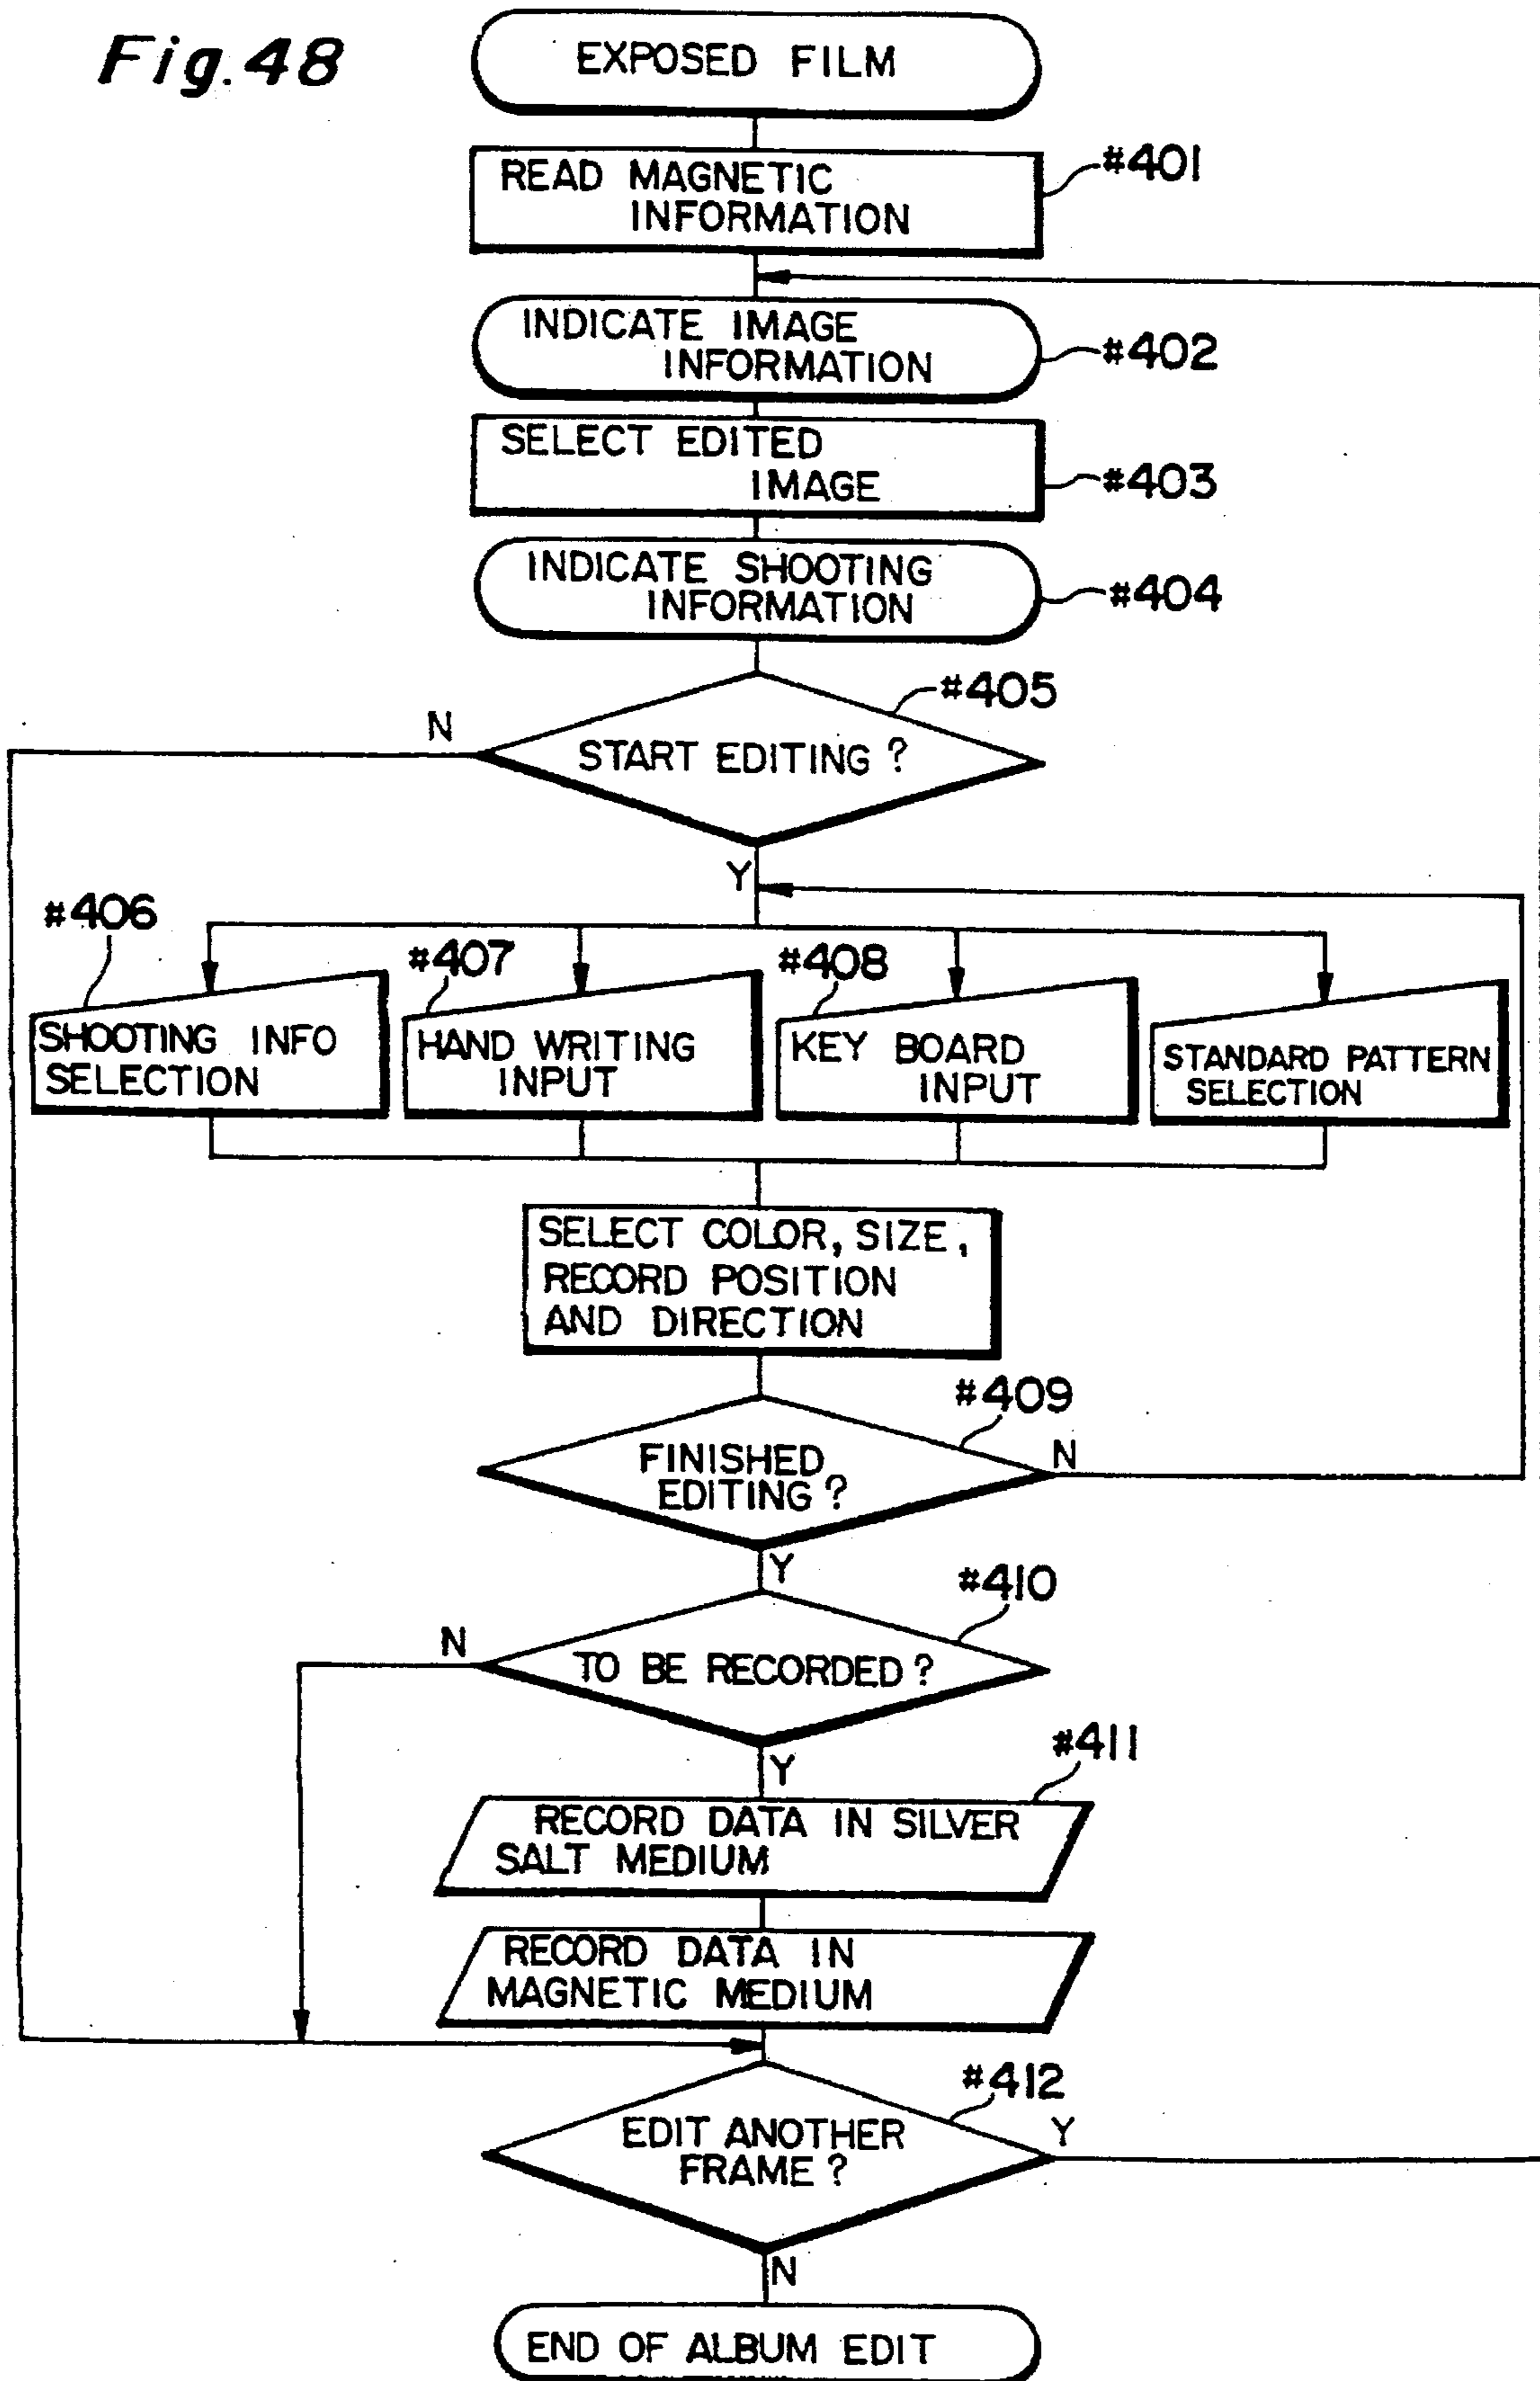 Fig.48
EXPOSED FILM
READ MAGNETIC
INFORMATION
#401
INDICATE IMAGE
INFORMATION
#402
SELECT EDITED
IMAGE
#403
INDICATE SHOOTING
INFORMATION
#404
#405
N
START EDITING?
Y
#406
#407
#408
SHOOTING INFO
SELECTION
HAND WRITING
INPUT
KEY BOARD
INPUT
STANDARD PATTERN
SELECTION
SELECT COLOR, SIZE,
RECORD POSITION
AND DIRECTION
#409
FINISHED
EDITING?
N
Y
#410
N
TO BE RECORDED?
Y
#411
RECORD DATA IN SILVER
SALT MEDIUM
RECORD DATA IN
MAGNETIC MEDIUM
#412
EDIT ANOTHER
FRAME?
Y
N
END OF ALBUM EDIT